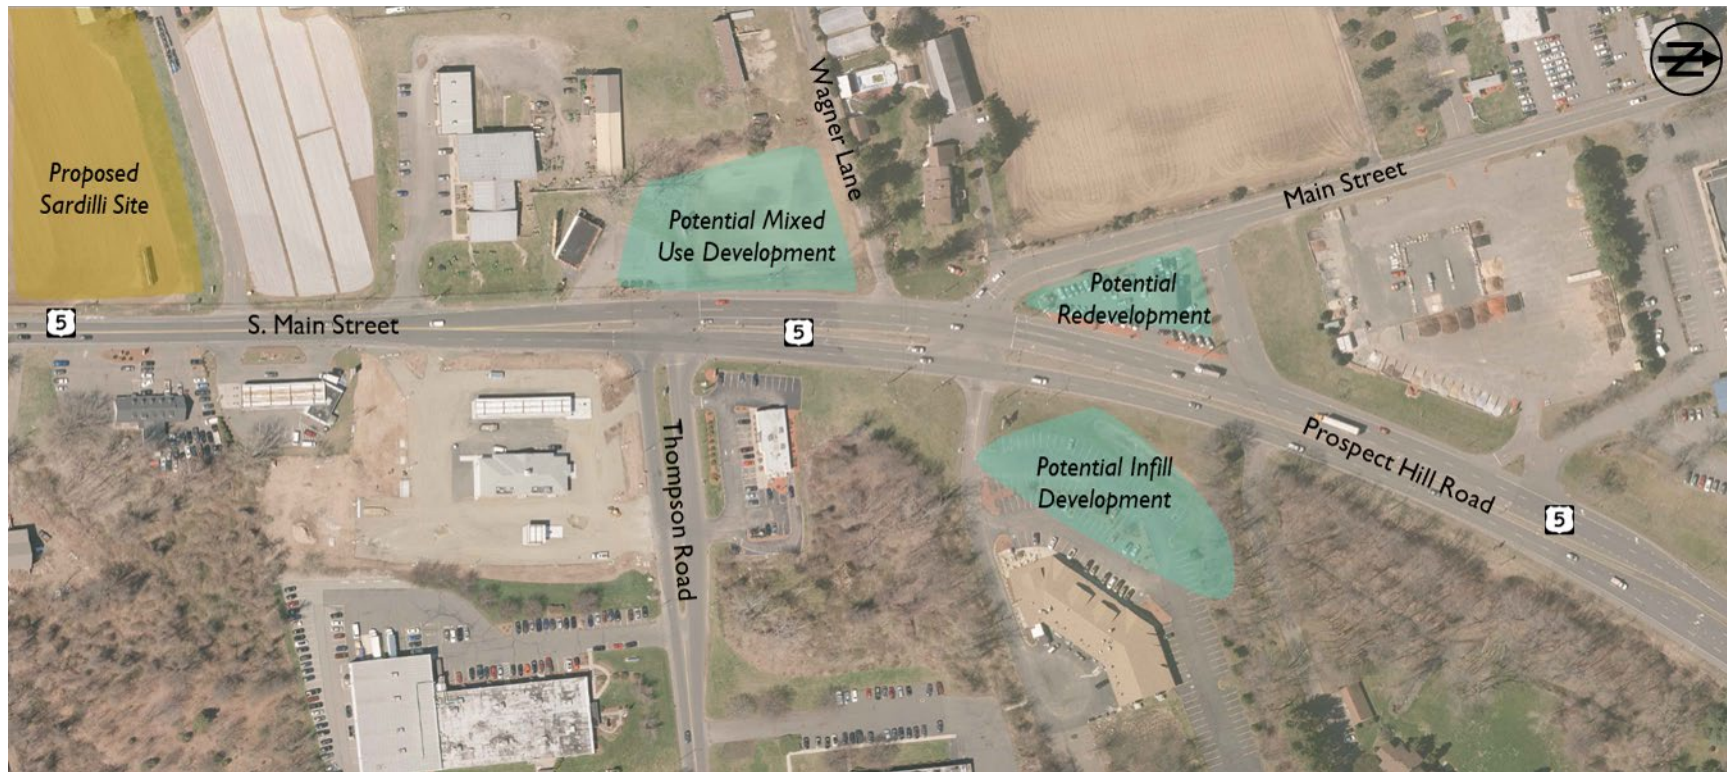 N
Wagner Lane
Proposed
Sardilli Site
Potential Mixed
Use Development
Main Street
Potential
Redevelopment
5
S. Main Street
5
Thompson Road
Potential Infill
Development
Prospect Hill Road
5